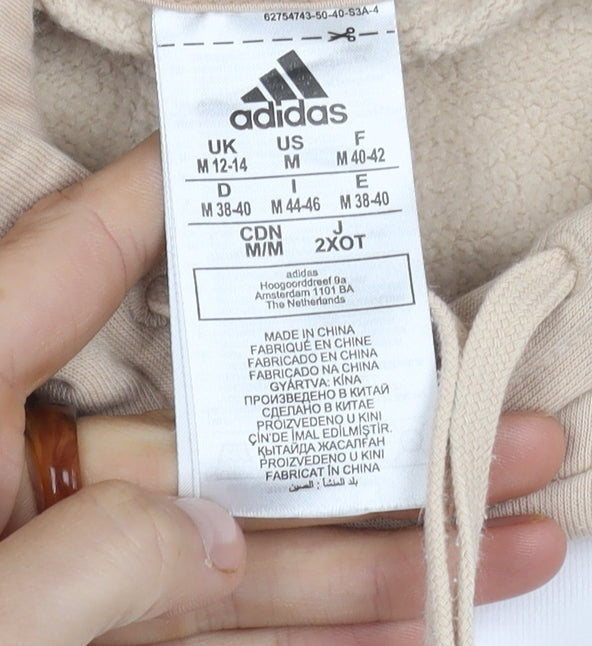 62754743-50-40-S3A-4
adidas
UK US F
M 12-14 M M 40-42
D I E
M 38-40 M 44-46 M 38-40
CDN J
M/M 2XOT
adidas
Hoogoorddreef 9a
Amsterdam 1101 BA
The Netherlands
MADE IN CHINA
FABRIQUÉ EN CHINE
FABRICADO EN CHINA
FABRICADO NA CHINA
GYÁRTVA: KÍNA
ПРОИЗВЕДЕНО В КИТАЙ
СДЕЛАНО В КИТАЕ
PROIZVEDENO U KINI
ÇİN'DE İMAL EDİLMİŞTİR.
ҚЫТАЙДА ЖАСАЛҒАН
PROIZVEDENO U KINI
FABRICAT ÎN CHINA
بلد المنشأ : الصين